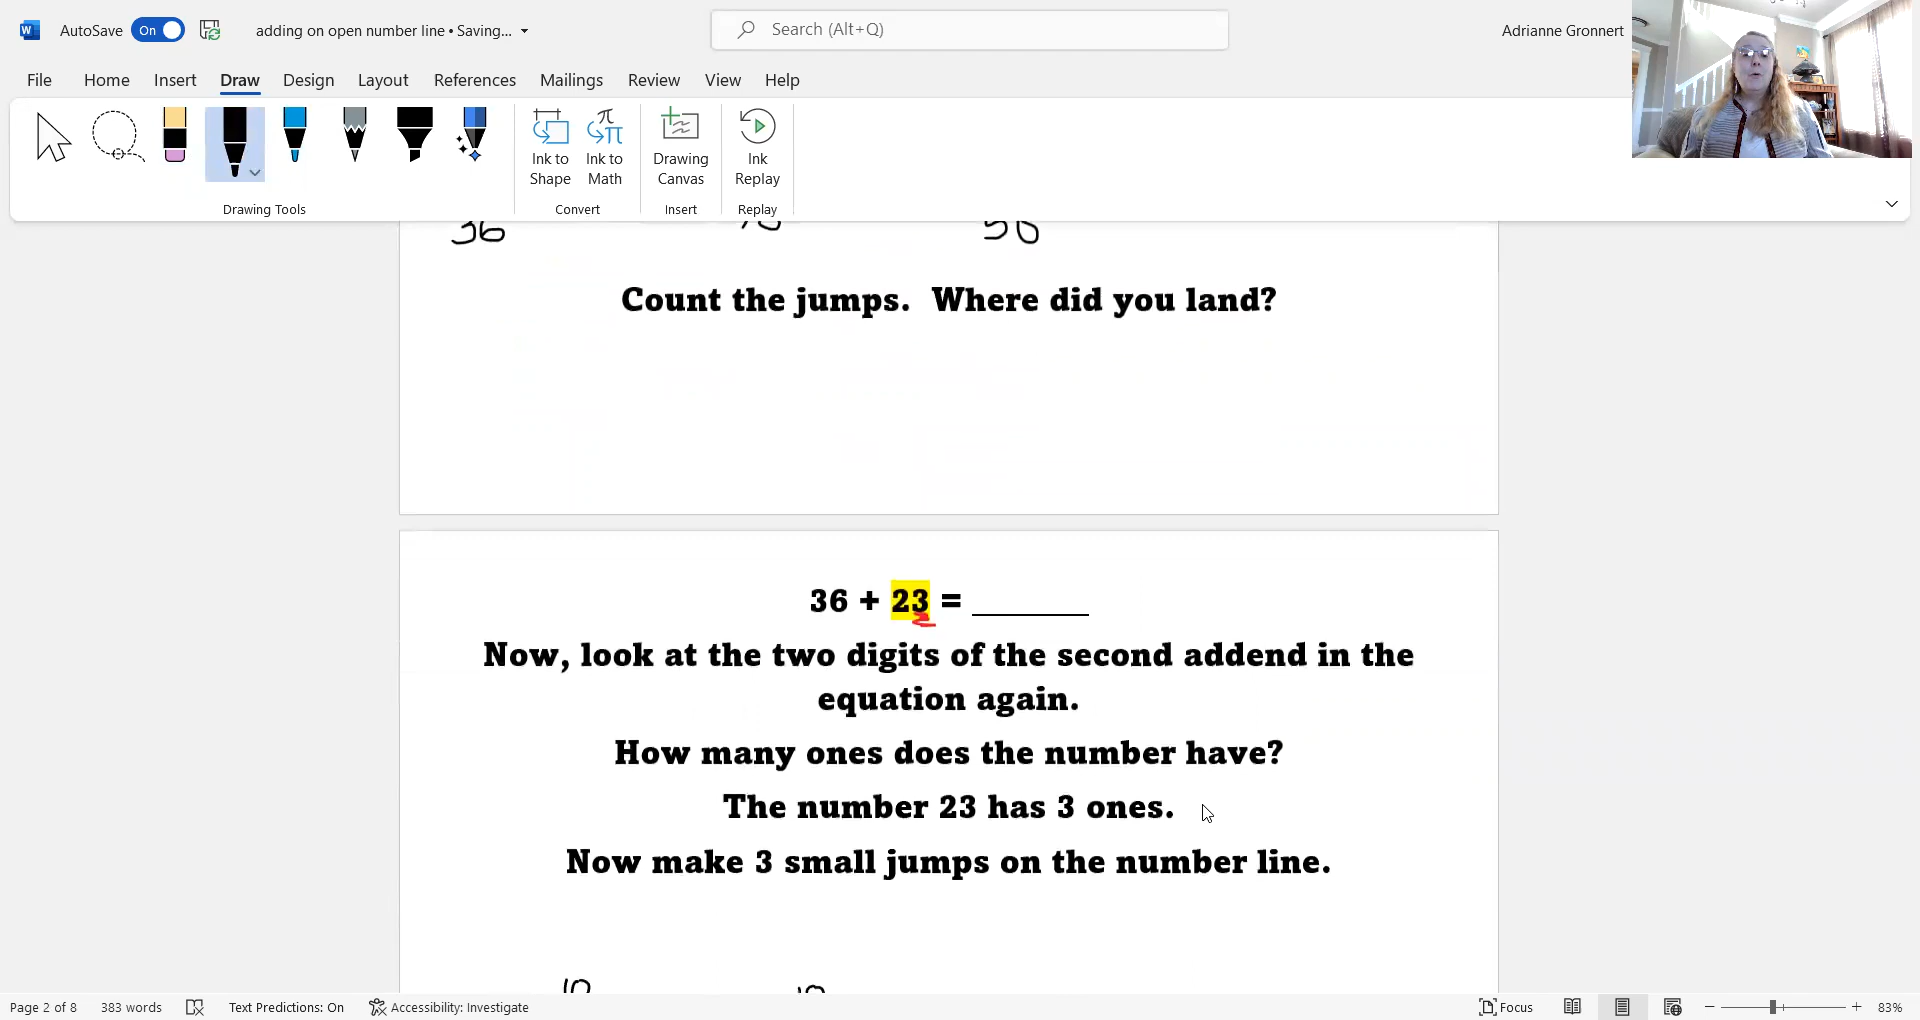 AutoSave On adding on open number line • Saving... Search (Alt+Q) Adrianne Gronnert
File Home Insert Draw Design Layout References Mailings Review View Help
Ink to Shape Ink to Math Drawing Canvas Ink Replay
Drawing Tools Convert Insert Replay
36 56
Count the jumps. Where did you land?
36 + 23 = ________
Now, look at the two digits of the second addend in the
equation again.
How many ones does the number have?
The number 23 has 3 ones.
Now make 3 small jumps on the number line.
10 10
Page 2 of 8 383 words Text Predictions: On Accessibility: Investigate Focus 83%